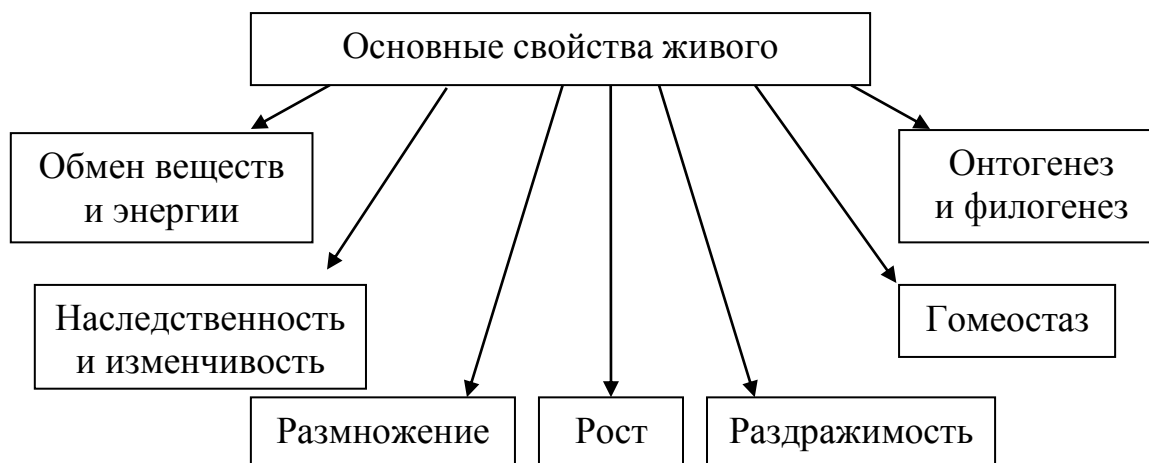 Основные свойства живого
Обмен веществ
и энергии
Онтогенез
и филогенез
Наследственность
и изменчивость
Гомеостаз
Размножение
Рост
Раздражимость